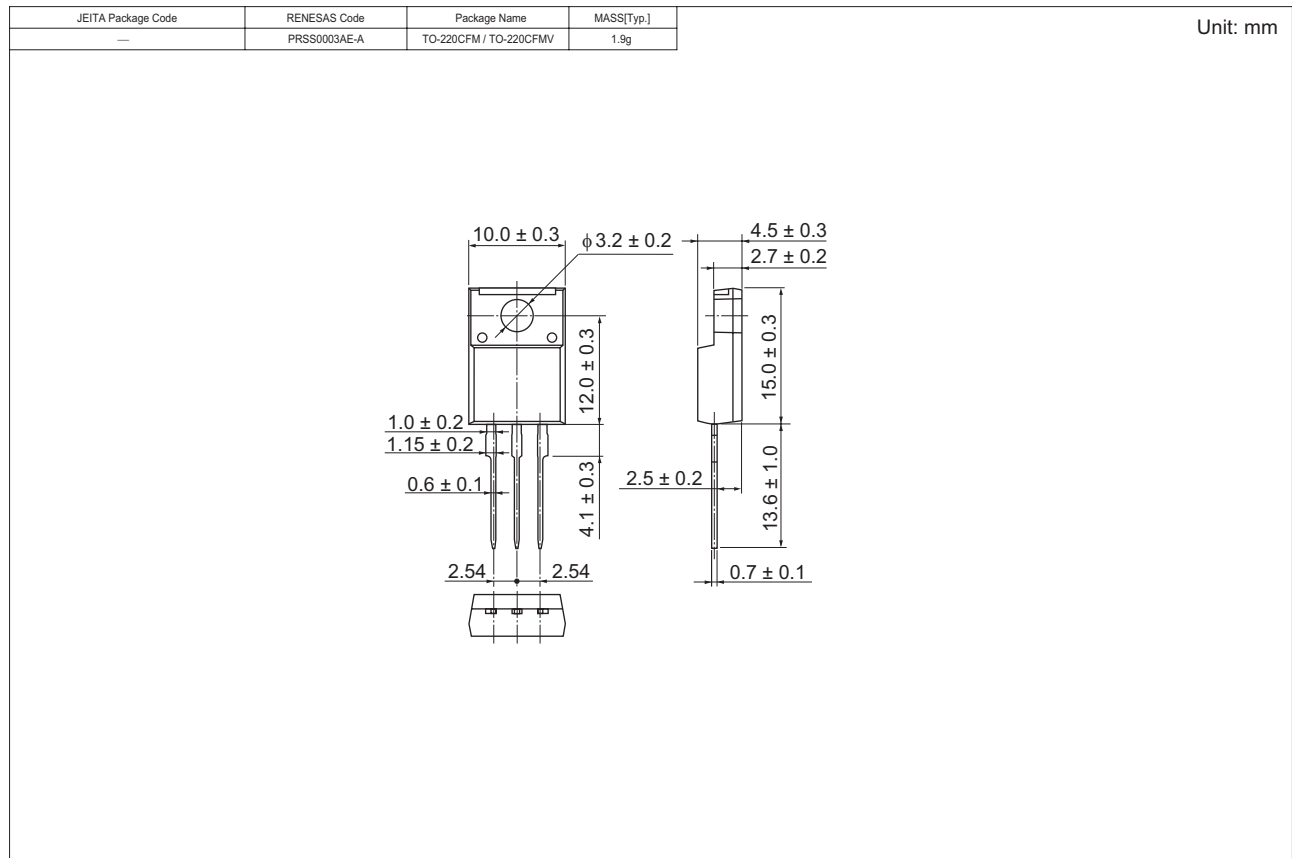 JEITA Package Code RENESAS Code Package Name MASS[Typ.]
— PRSS0003AE-A TO-220CFM / TO-220CFMV 1.9g
Unit: mm
10.0 ± 0.3
ϕ 3.2 ± 0.2
4.5 ± 0.3
2.7 ± 0.2
12.0 ± 0.3
15.0 ± 0.3
1.0 ± 0.2
1.15 ± 0.2
0.6 ± 0.1
4.1 ± 0.3
2.5 ± 0.2
13.6 ± 1.0
2.54 2.54
0.7 ± 0.1